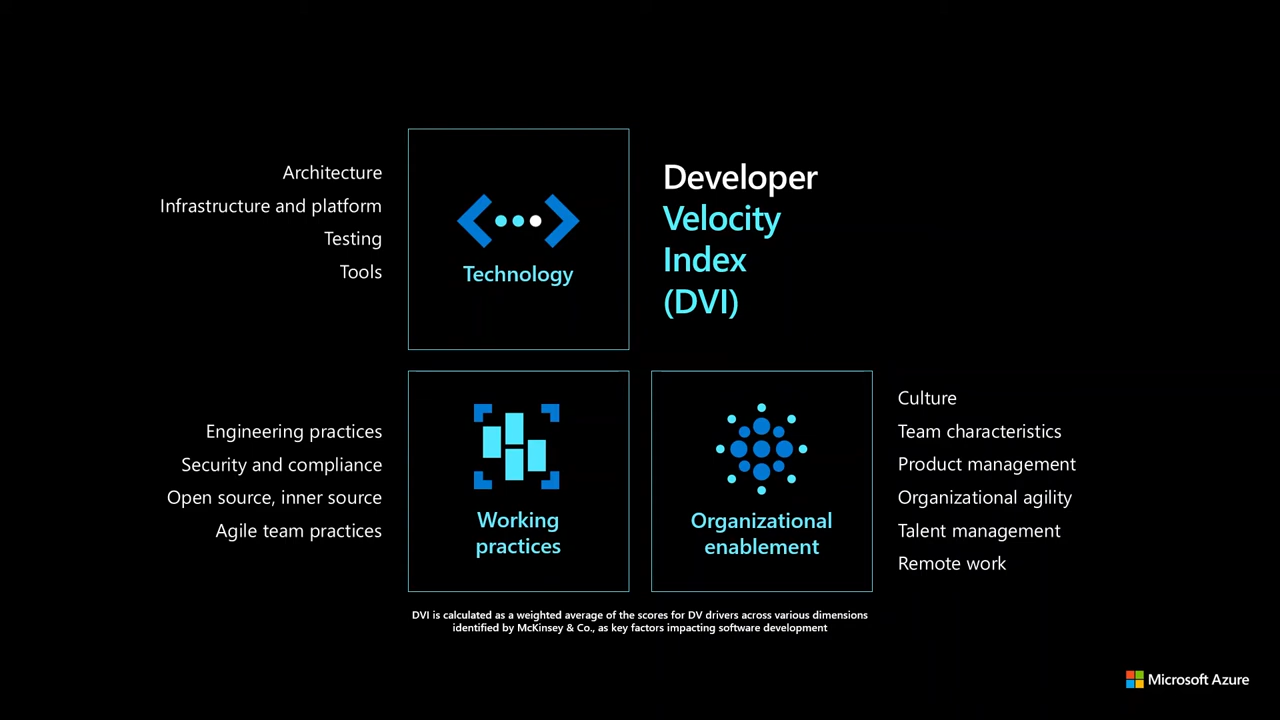 Architecture
Infrastructure and platform
Testing
Tools
Technology
Developer
Velocity
Index
(DVI)
Engineering practices
Security and compliance
Open source, inner source
Agile team practices
Working
practices
Organizational
enablement
Culture
Team characteristics
Product management
Organizational agility
Talent management
Remote work
DVI is calculated as a weighted average of the scores for DV drivers across various dimensions
identified by McKinsey & Co., as key factors impacting software development
Microsoft Azure